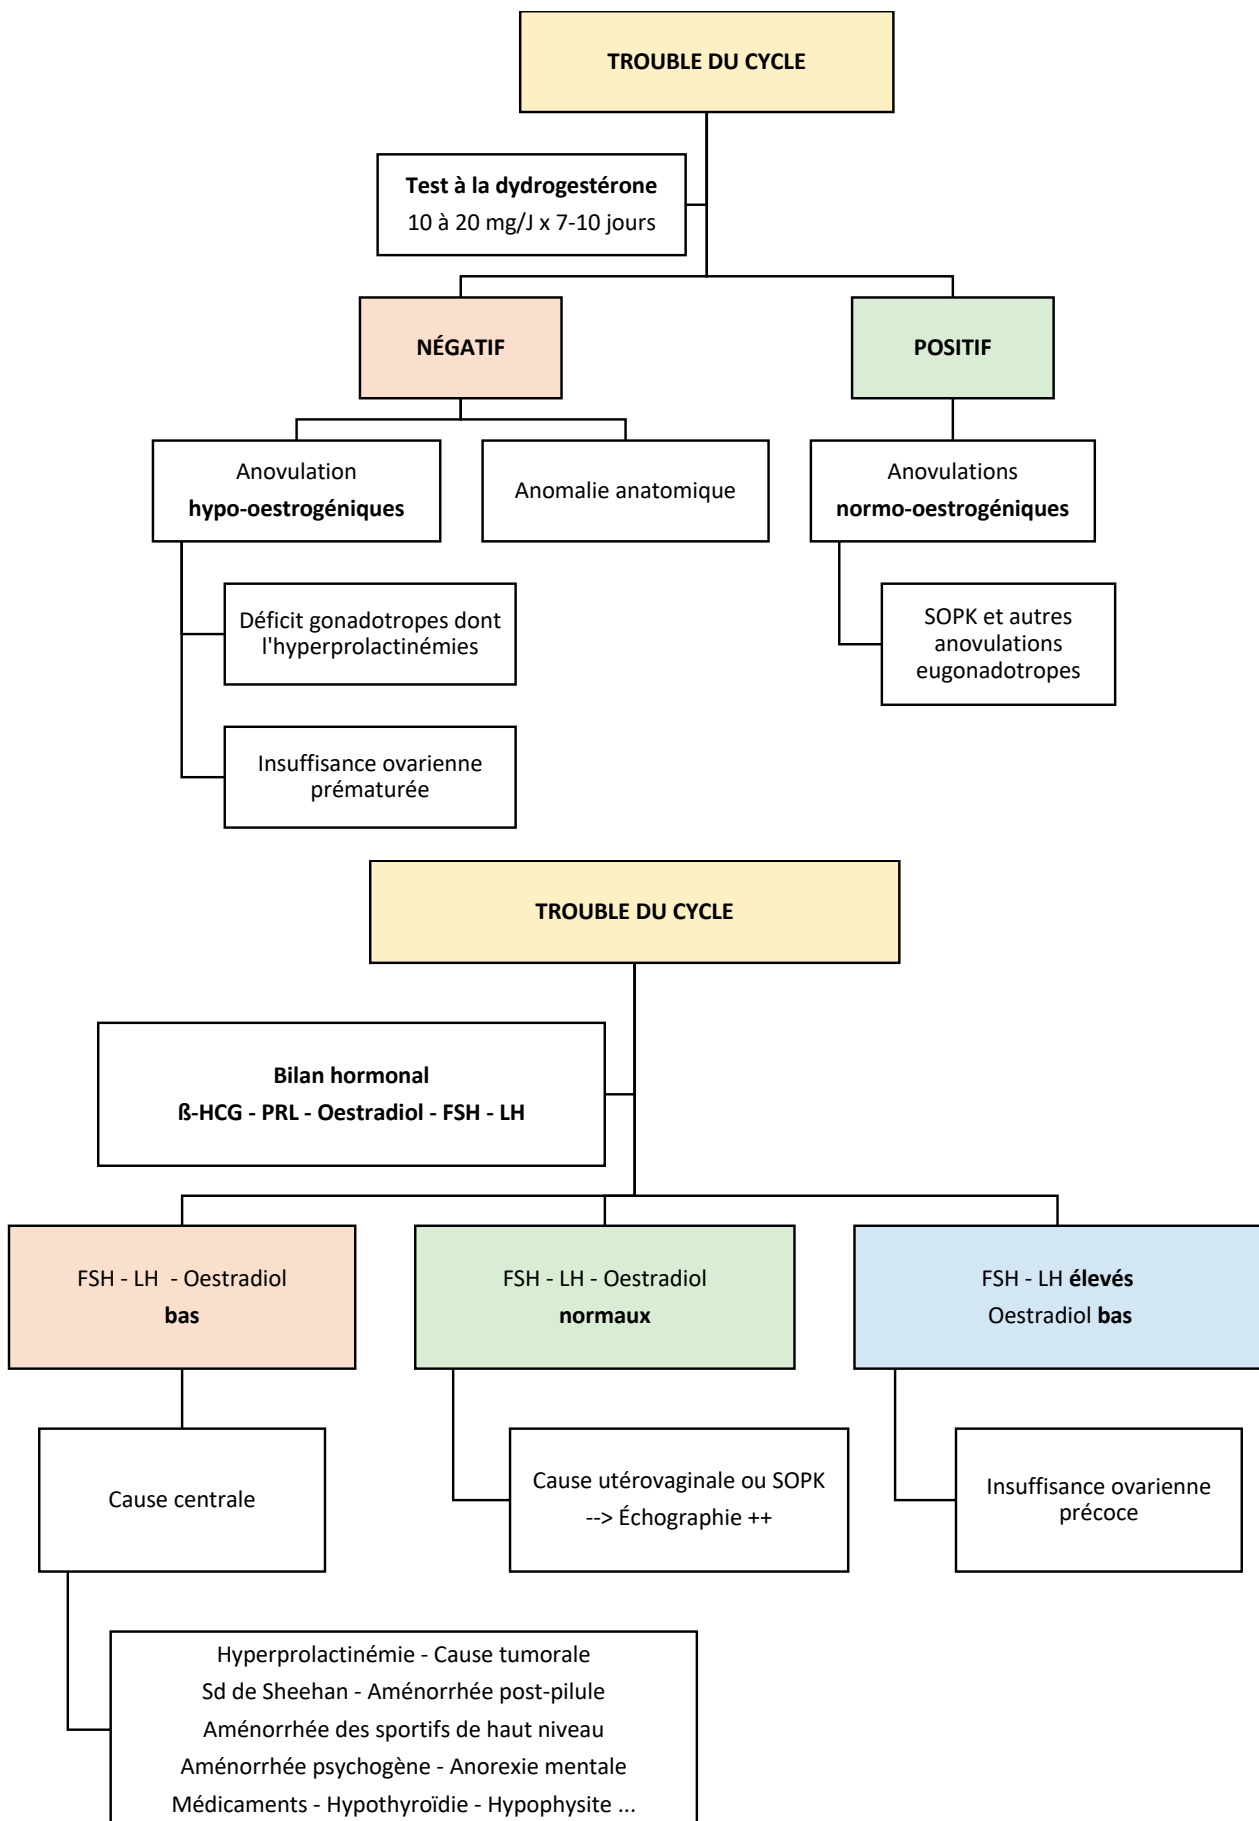 TROUBLE DU CYCLE
Test à la dydrogestérone
10 à 20 mg/J x 7-10 jours
NÉGATIF
POSITIF
Anovulation
hypo-oestrogéniques
Anomalie anatomique
Anovulations
normo-oestrogéniques
Déficit gonadotropes dont
l'hyperprolactinémies
SOPK et autres
anovulations
eugonadotropes
Insuffisance ovarienne
prématurée
TROUBLE DU CYCLE
Bilan hormonal
ß-HCG - PRL - Oestradiol - FSH - LH
FSH - LH - Oestradiol
bas
FSH - LH - Oestradiol
normaux
FSH - LH élevés
Oestradiol bas
Cause centrale
Cause utérovaginale ou SOPK
--> Échographie ++
Insuffisance ovarienne
précoce
Hyperprolactinémie - Cause tumorale
Sd de Sheehan - Aménorrhée post-pilule
Aménorrhée des sportifs de haut niveau
Aménorrhée psychogène - Anorexie mentale
Médicaments - Hypothyroïdie - Hypophysite ...